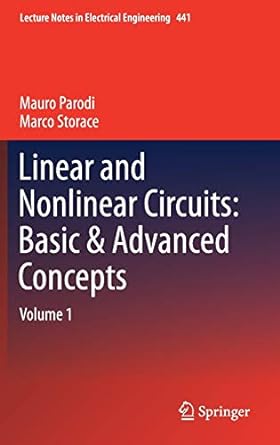 Lecture Notes in Electrical Engineering 441
Mauro Parodi
Marco Storace
Linear and
Nonlinear Circuits:
Basic & Advanced
Concepts
Volume 1
Springer